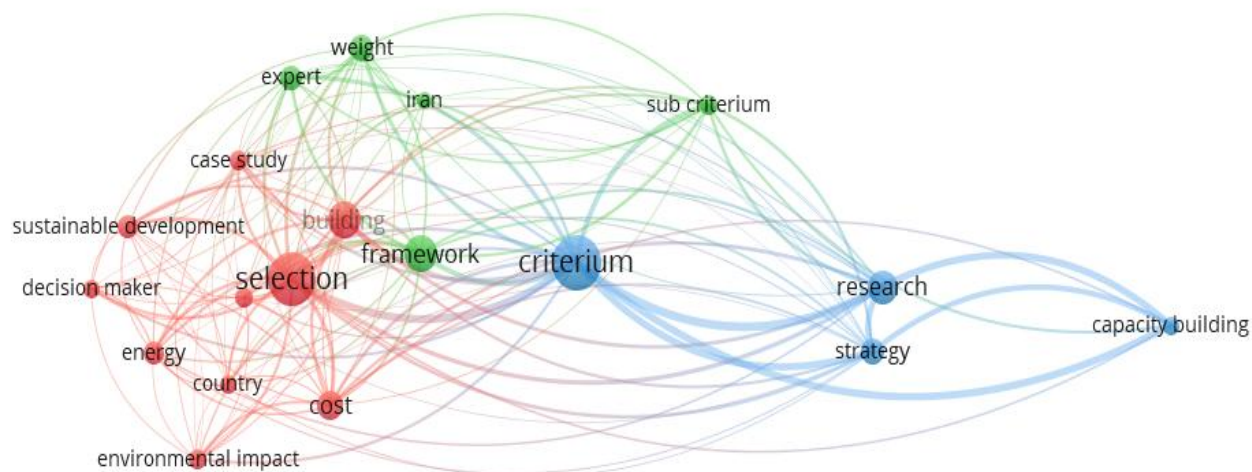 weight
expert
iran
sub criterium
case study
building
sustainable development
framework
criterium
selection
decision maker
research
capacity building
energy
strategy
country
cost
environmental impact